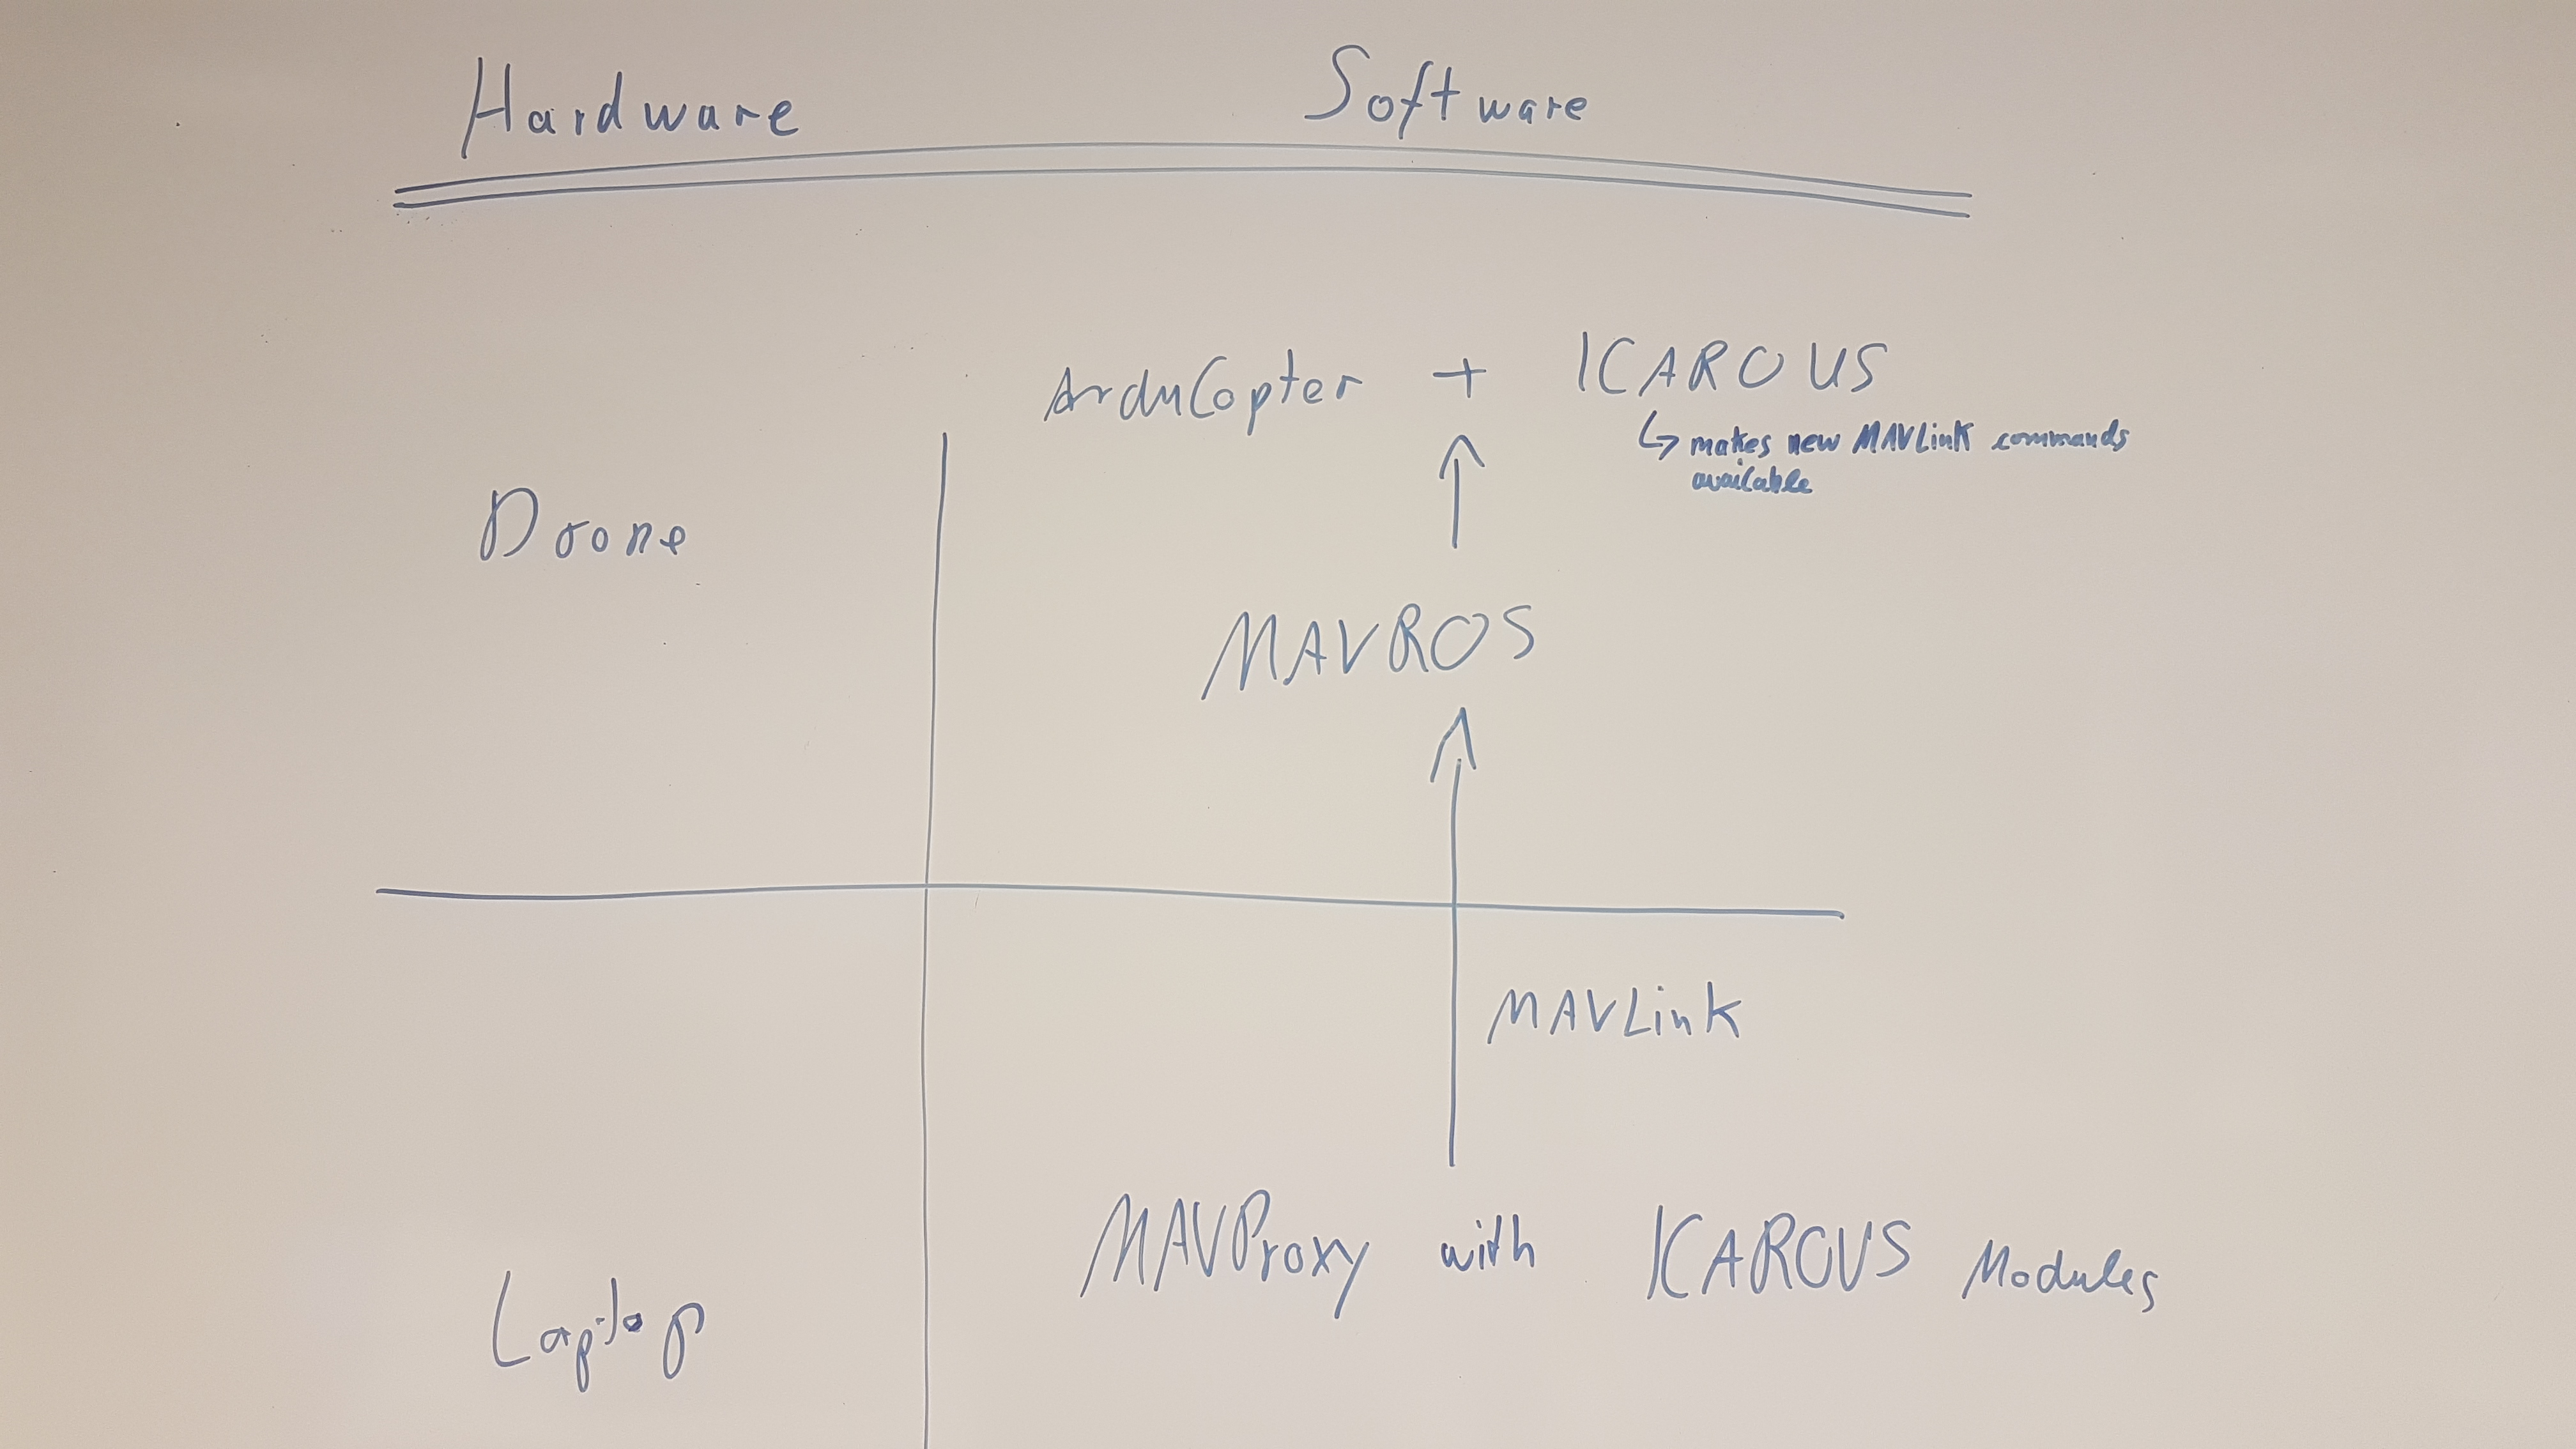 Hardware Software
ArduCopter + ICAROUS
↳ makes new MAVLink commands
available
Drone
MAVROS
MAVLink
MAVProxy with ICAROUS Modules
Laptop